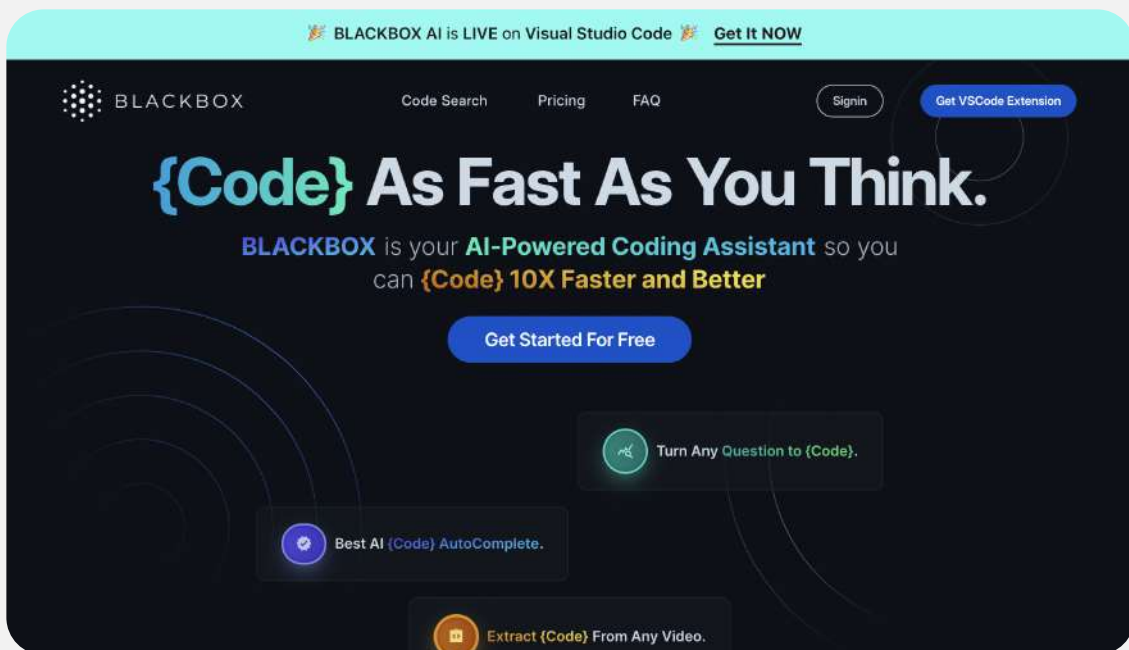 🎉 BLACKBOX AI is LIVE on Visual Studio Code 🎉 Get It NOW
BLACKBOX Code Search Pricing FAQ Signin Get VSCode Extension
{Code} As Fast As You Think.
BLACKBOX is your AI-Powered Coding Assistant so you
can {Code} 10X Faster and Better
Get Started For Free
Turn Any Question to {Code}.
Best AI {Code} AutoComplete.
Extract {Code} From Any Video.